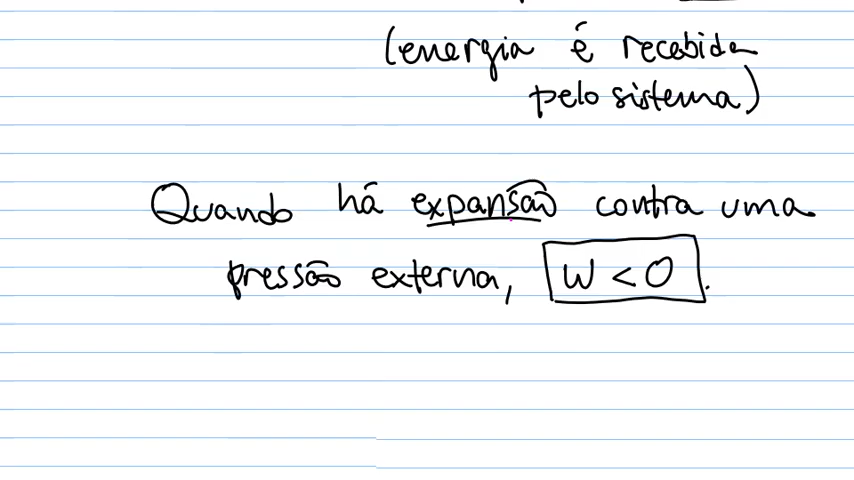 (energia é recebida
pelo sistema)
Quando há expansão contra uma
pressão externa, W < 0.